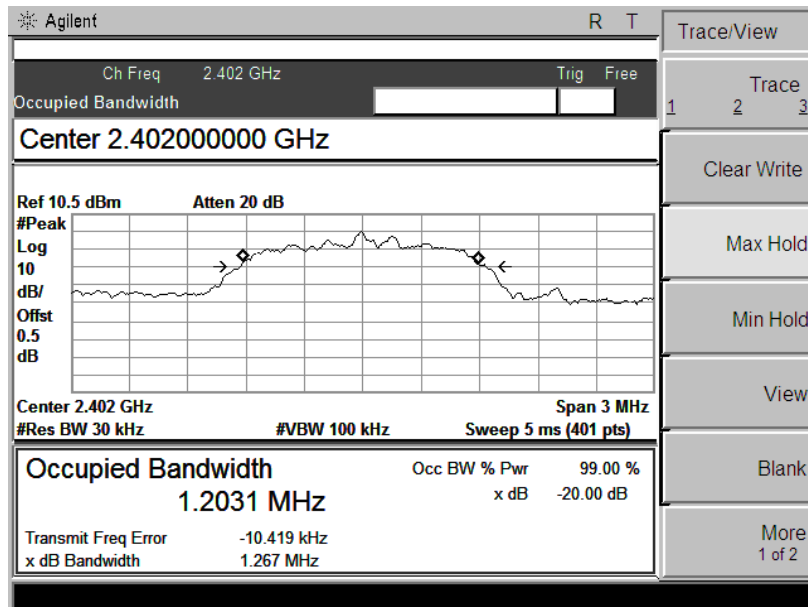 Agilent R T
Ch Freq 2.402 GHz Trig Free
Occupied Bandwidth
Center 2.402000000 GHz
Ref 10.5 dBm Atten 20 dB
#Peak
Log
10
dB/
Offst
0.5
dB
Center 2.402 GHz Span 3 MHz
#Res BW 30 kHz #VBW 100 kHz Sweep 5 ms (401 pts)
Occupied Bandwidth Occ BW % Pwr 99.00 %
1.2031 MHz x dB -20.00 dB
Transmit Freq Error -10.419 kHz
x dB Bandwidth 1.267 MHz
Trace/View
Trace
1 2 3
Clear Write
Max Hold
Min Hold
View
Blank
More
1 of 2